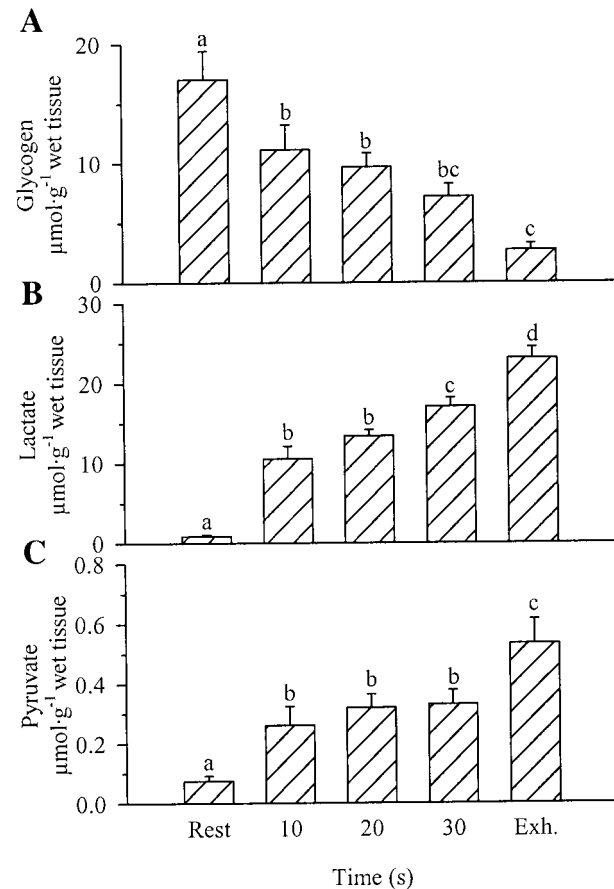 A
Glycogen
µmol·g⁻¹ wet tissue
20
10
0
a
b
b
bc
c
B
Lactate
µmol·g⁻¹ wet tissue
30
20
10
0
a
b
b
c
d
C
Pyruvate
µmol·g⁻¹ wet tissue
0.8
0.6
0.4
0.2
0.0
a
b
b
b
c
Rest 10 20 30 Exh.
Time (s)